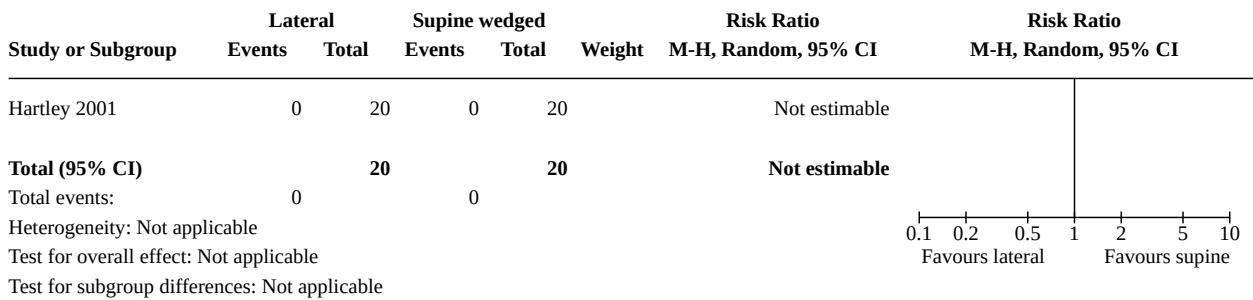 Lateral Supine wedged Risk Ratio Risk Ratio
Study or Subgroup Events Total Events Total Weight M-H, Random, 95% CI M-H, Random, 95% CI
Hartley 2001 0 20 0 20 Not estimable
Total (95% CI) 20 20 Not estimable
Total events: 0 0
Heterogeneity: Not applicable
0.1 0.2 0.5 1 2 5 10
Test for overall effect: Not applicable Favours lateral Favours supine
Test for subgroup differences: Not applicable